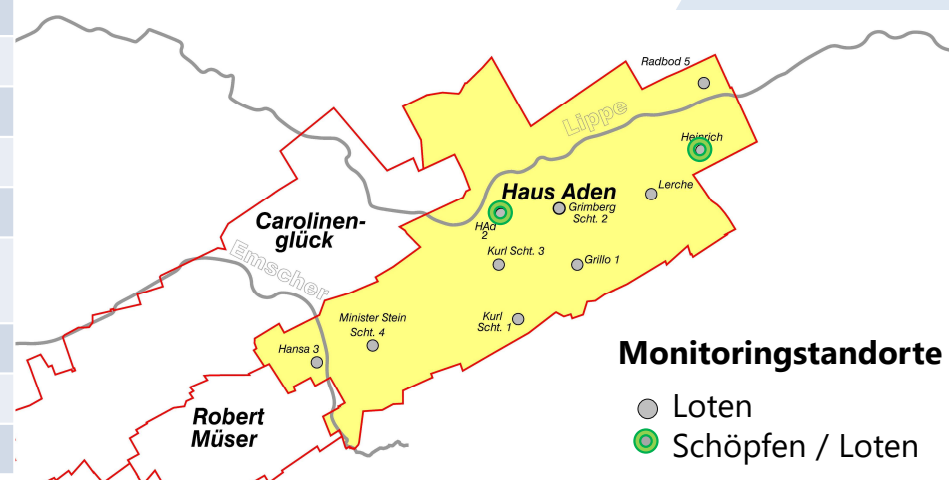 Radbod 5
Lippe
Heinrich
Lerche
Haus Aden
Grimberg
Scht. 2
HAd
2
Carolinen-
glück
Kurl Scht. 3
Grillo 1
Emscher
Minister Stein
Scht. 4
Kurl
Scht. 1
Hansa 3
Robert
Müser
Monitoringstandorte
Loten
Schöpfen / Loten